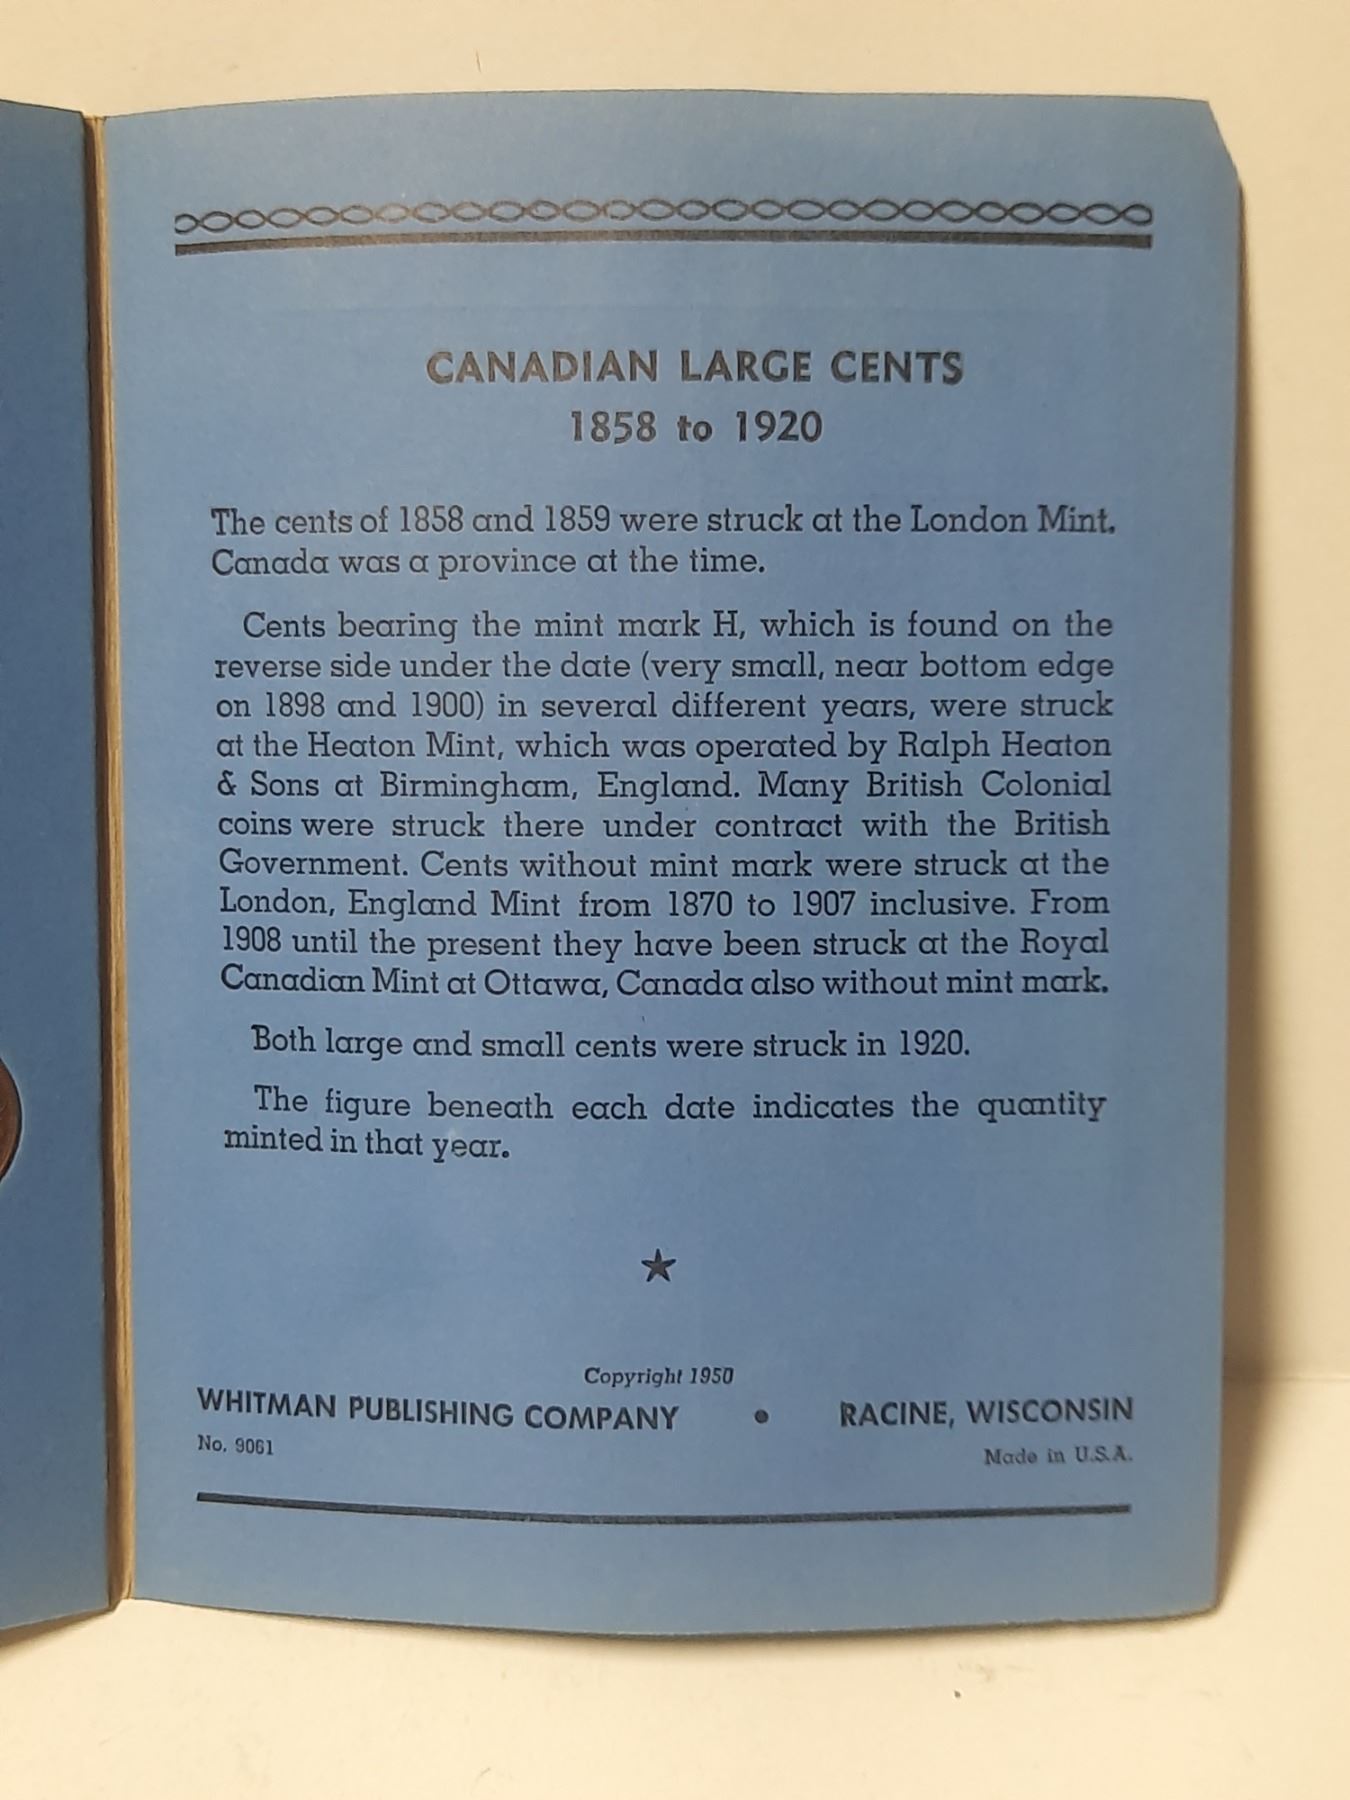 CANADIAN LARGE CENTS
1858 to 1920
The cents of 1858 and 1859 were struck at the London Mint.
Canada was a province at the time.
Cents bearing the mint mark H, which is found on the
reverse side under the date (very small, near bottom edge
on 1898 and 1900) in several different years, were struck
at the Heaton Mint, which was operated by Ralph Heaton
& Sons at Birmingham, England. Many British Colonial
coins were struck there under contract with the British
Government. Cents without mint mark were struck at the
London, England Mint from 1870 to 1907 inclusive. From
1908 until the present they have been struck at the Royal
Canadian Mint at Ottawa, Canada also without mint mark.
Both large and small cents were struck in 1920.
The figure beneath each date indicates the quantity
minted in that year.
Copyright 1950
WHITMAN PUBLISHING COMPANY • RACINE, WISCONSIN
No. 9061 Made in U.S.A.